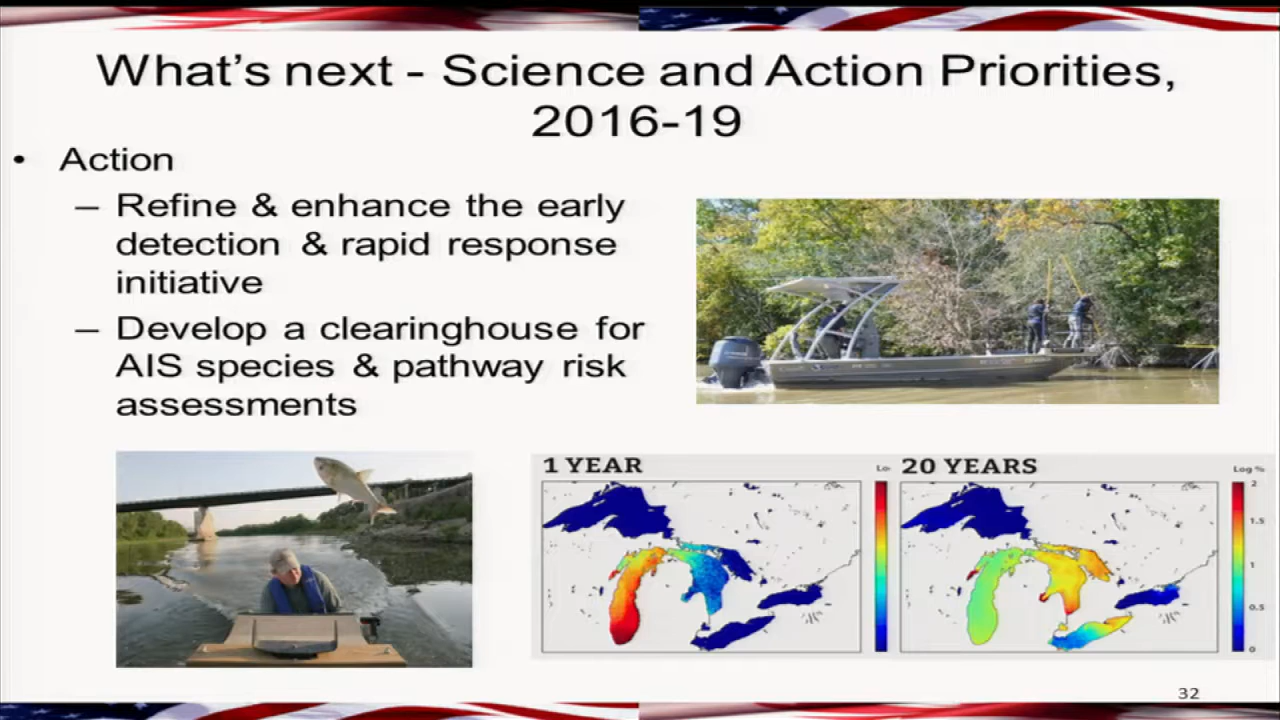 What's next - Science and Action Priorities,
2016-19
• Action
– Refine & enhance the early
detection & rapid response
initiative
– Develop a clearinghouse for
AIS species & pathway risk
assessments
1 YEAR
Lo
20 YEARS
Log %
2
1.5
1
0.5
0
32